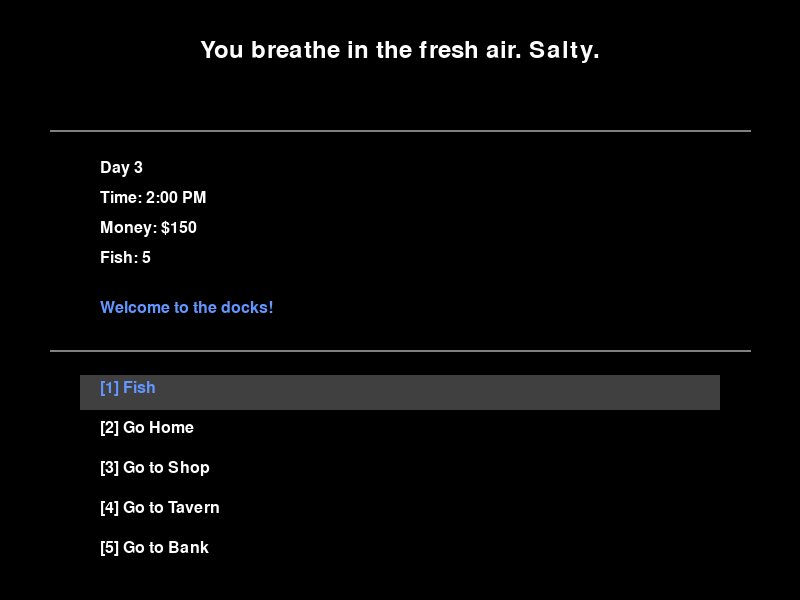 You breathe in the fresh air. Salty.
Day 3
Time: 2:00 PM
Money: $150
Fish: 5
Welcome to the docks!
[1] Fish
[2] Go Home
[3] Go to Shop
[4] Go to Tavern
[5] Go to Bank